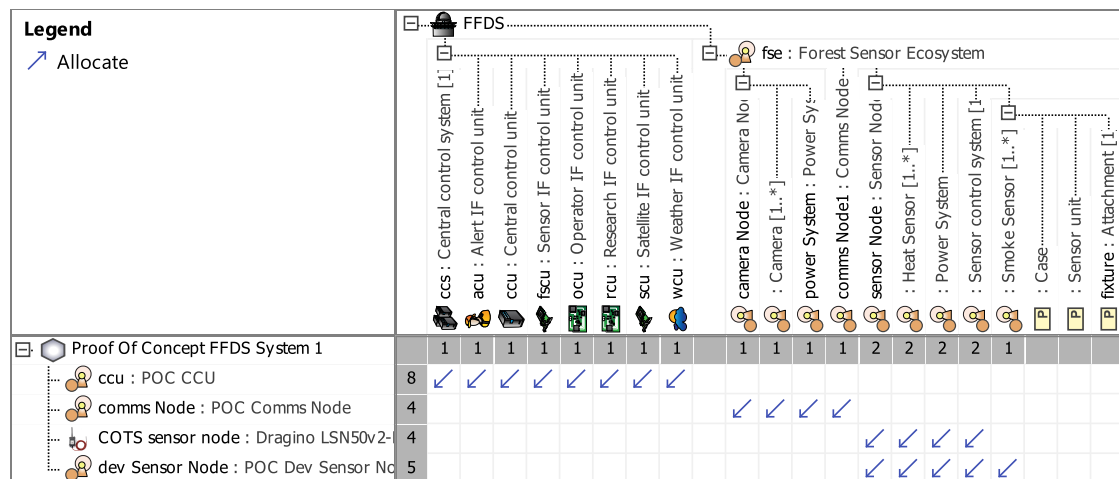 Legend
Allocate
FFDS
fse : Forest Sensor Ecosystem
ccs : Central control system [1]
acu : Alert IF control unit
ccu : Central control unit
fscu : Sensor IF control unit
ocu : Operator IF control unit
rcu : Research IF control unit
scu : Satellite IF control unit
wcu : Weather IF control unit
camera Node : Camera No
: Camera [1..*]
power System : Power Sy
comms Node1 : Comms Node
sensor Node : Sensor Nod
: Heat Sensor [1..*]
: Power System
: Sensor control system [1
: Smoke Sensor [1..*]
: Case
: Sensor unit
fixture : Attachment [1
P P P
Proof Of Concept FFDS System 1 1 1 1 1 1 1 1 1 1 1 1 1 2 2 2 2 1
ccu : POC CCU 8
comms Node : POC Comms Node 4
COTS sensor node : Dragino LSN50v2- 4
dev Sensor Node : POC Dev Sensor No 5